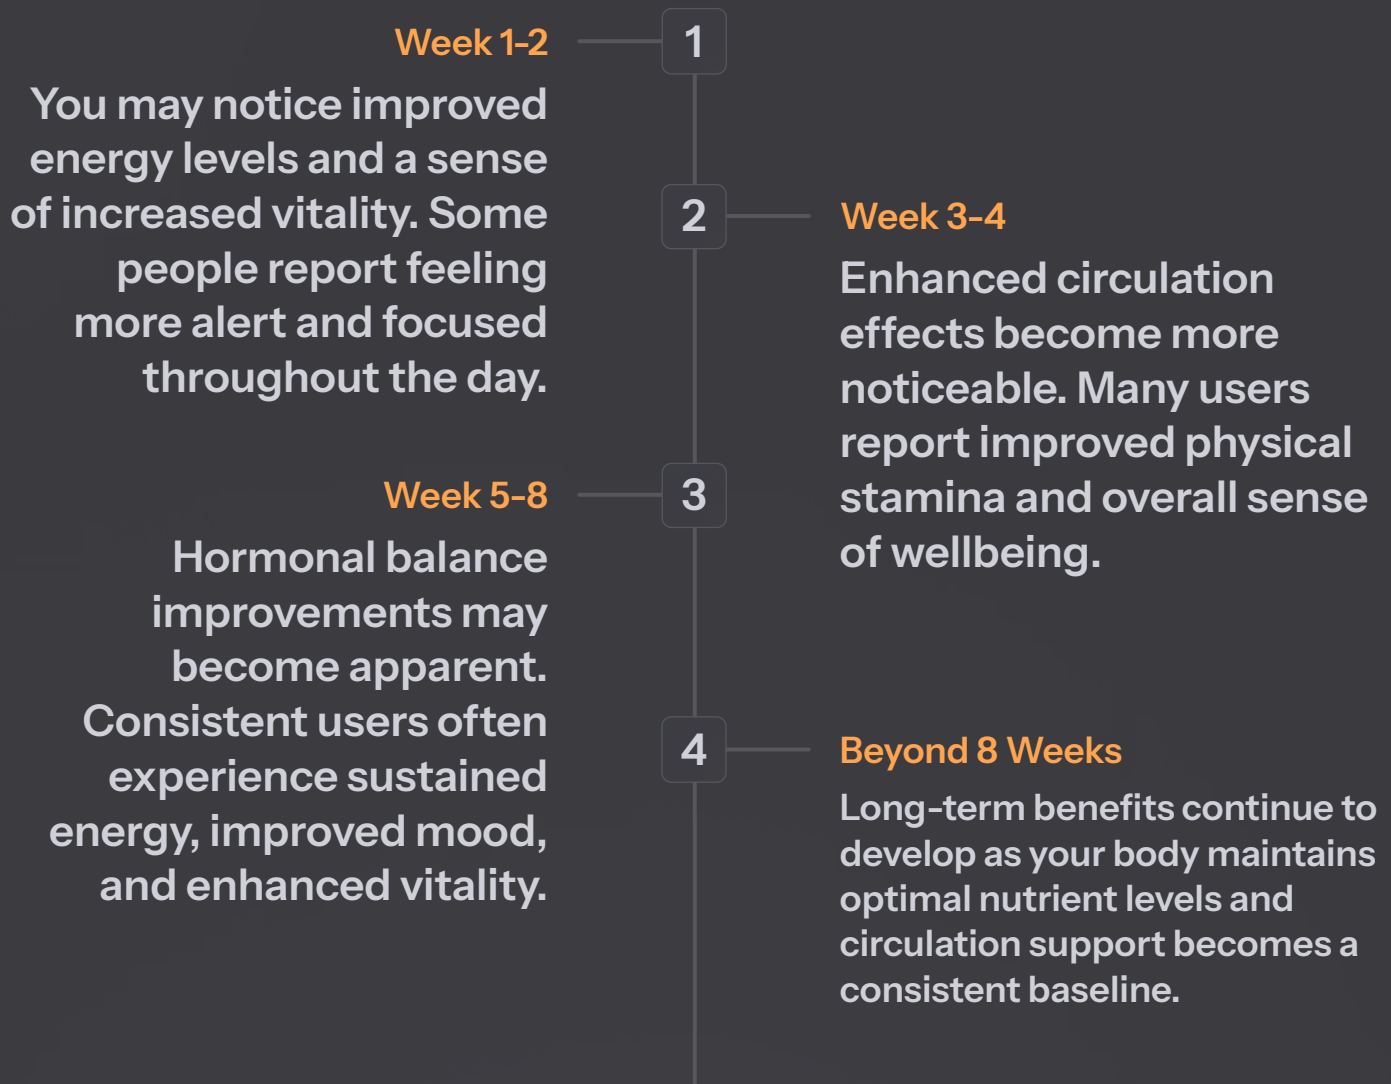 1
Week 1-2
You may notice improved
energy levels and a sense
of increased vitality. Some
people report feeling
more alert and focused
throughout the day.
2
Week 3-4
Enhanced circulation
effects become more
noticeable. Many users
report improved physical
stamina and overall sense
of wellbeing.
3
Week 5-8
Hormonal balance
improvements may
become apparent.
Consistent users often
experience sustained
energy, improved mood,
and enhanced vitality.
4
Beyond 8 Weeks
Long-term benefits continue to
develop as your body maintains
optimal nutrient levels and
circulation support becomes a
consistent baseline.